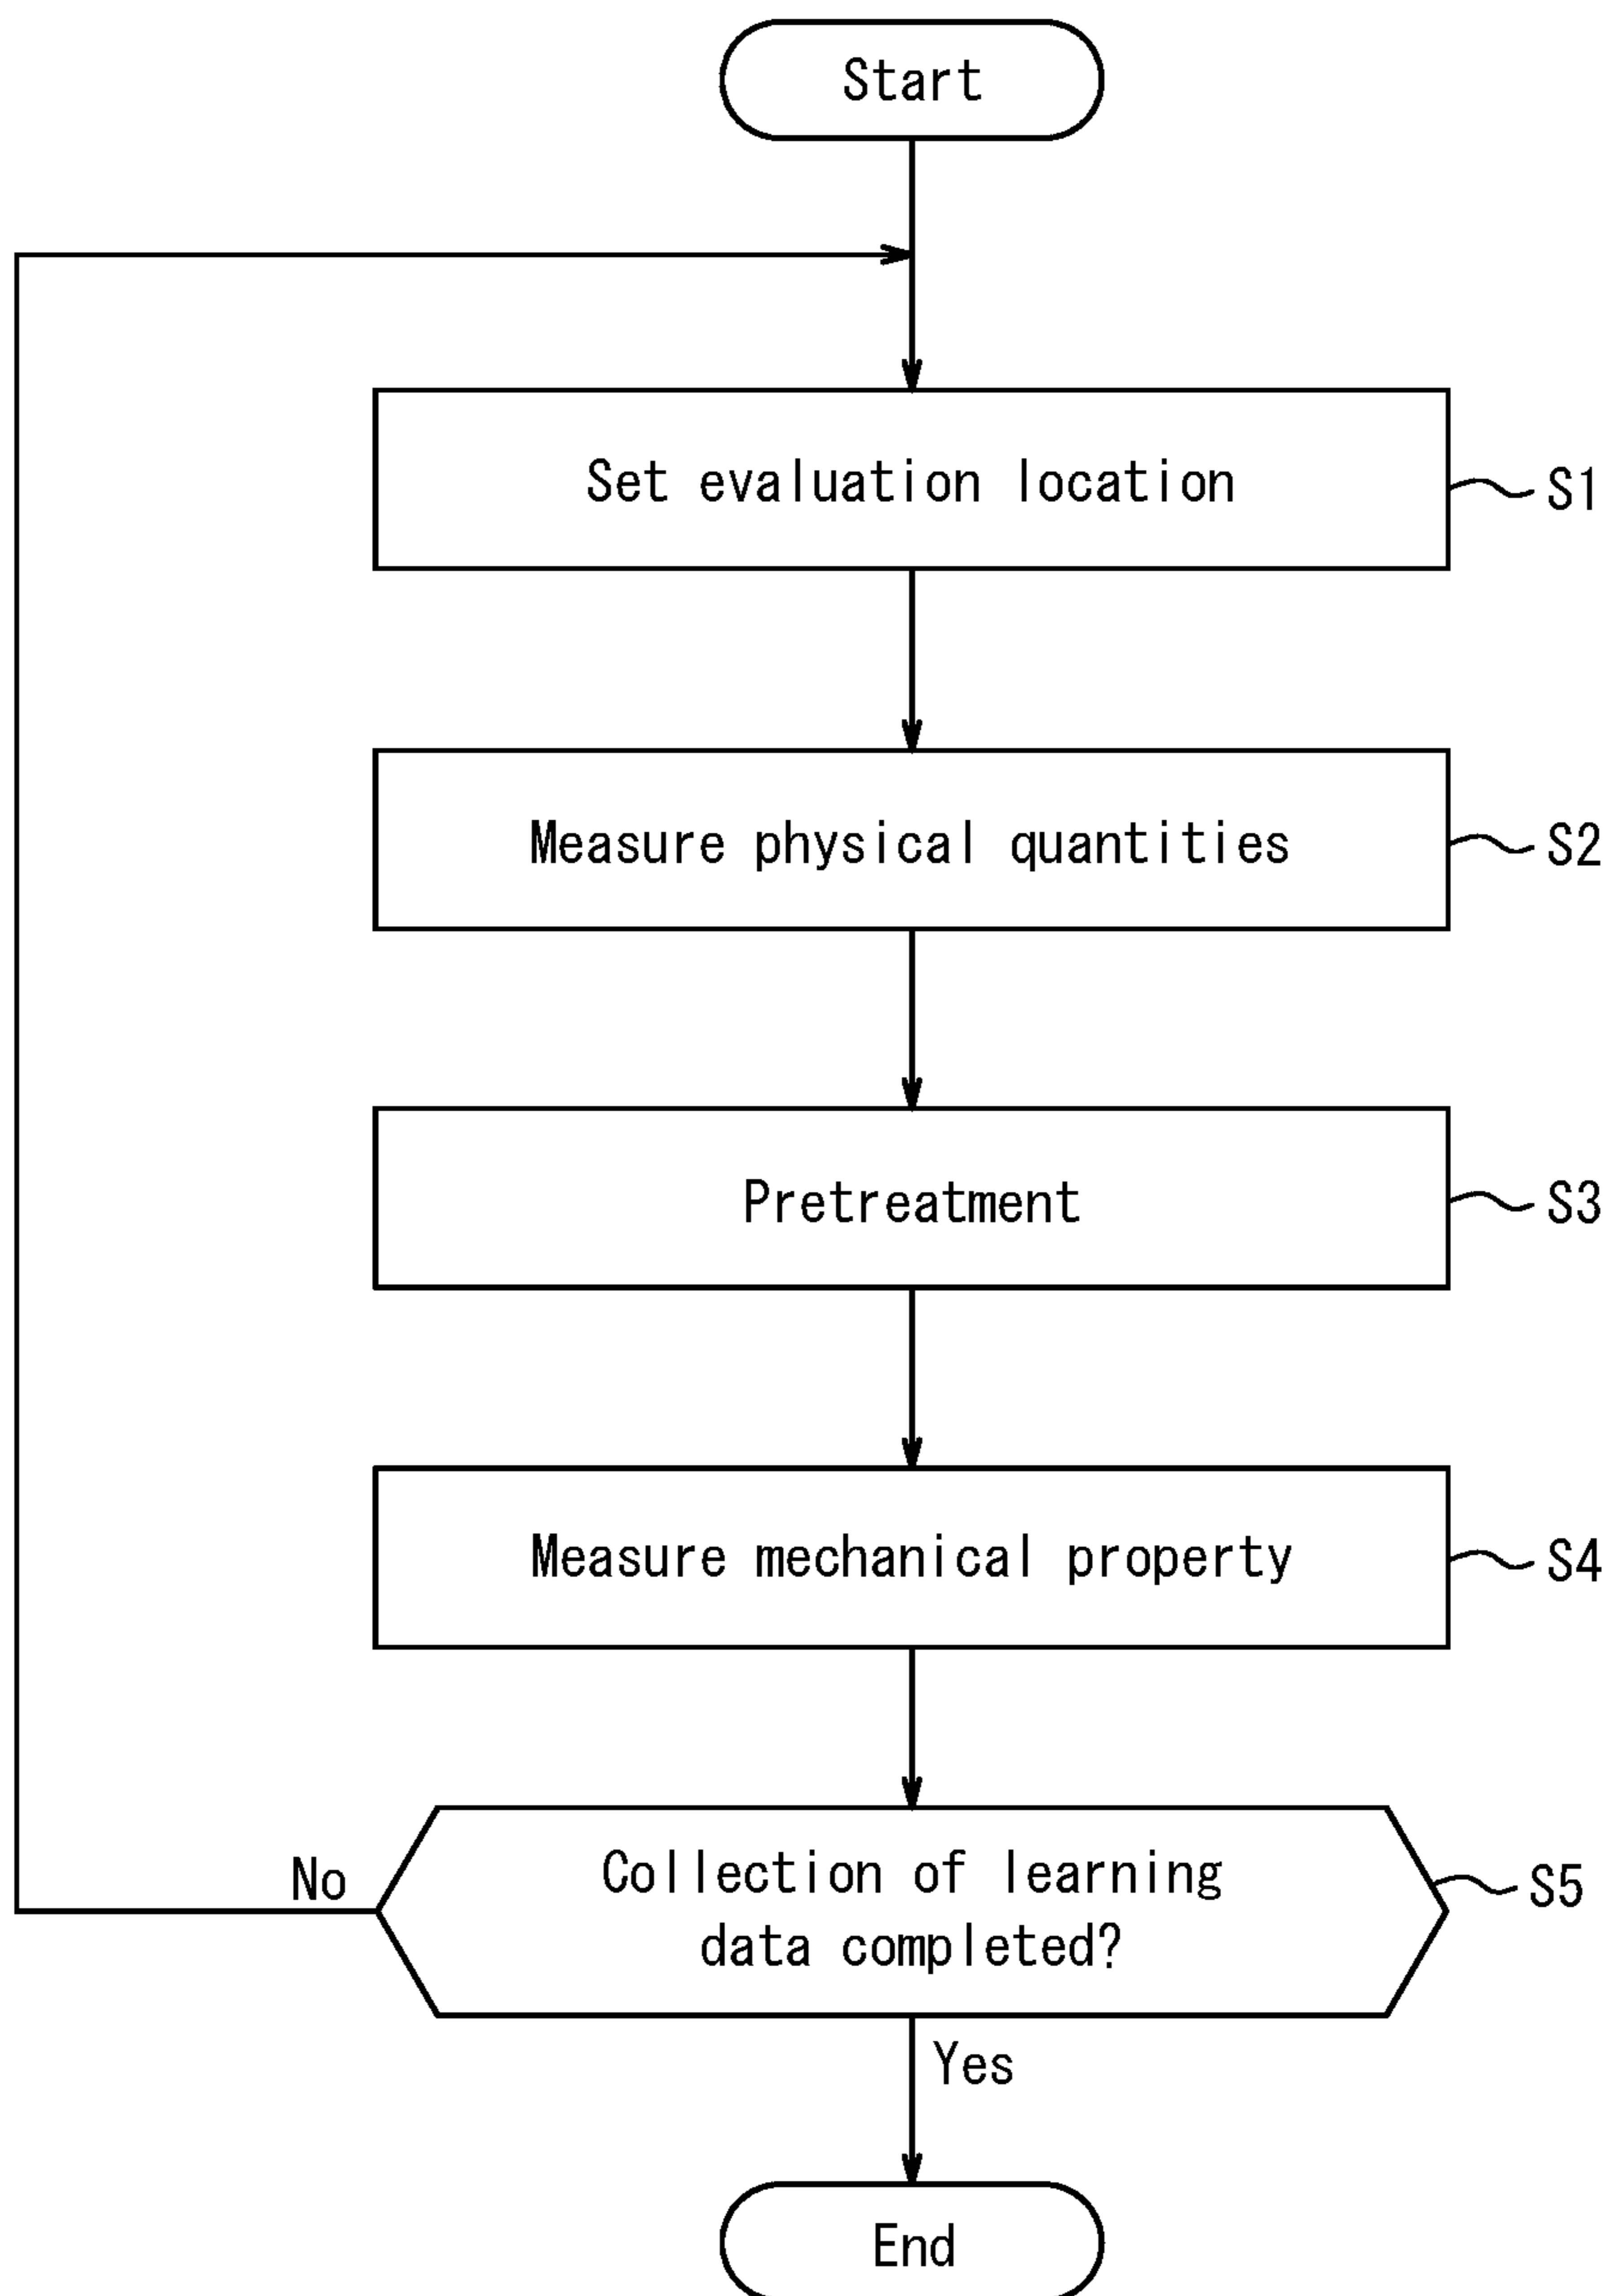 Start
Set evaluation location
S1
Measure physical quantities
S2
Pretreatment
S3
Measure mechanical property
S4
Collection of learning
data completed?
S5
No
Yes
End